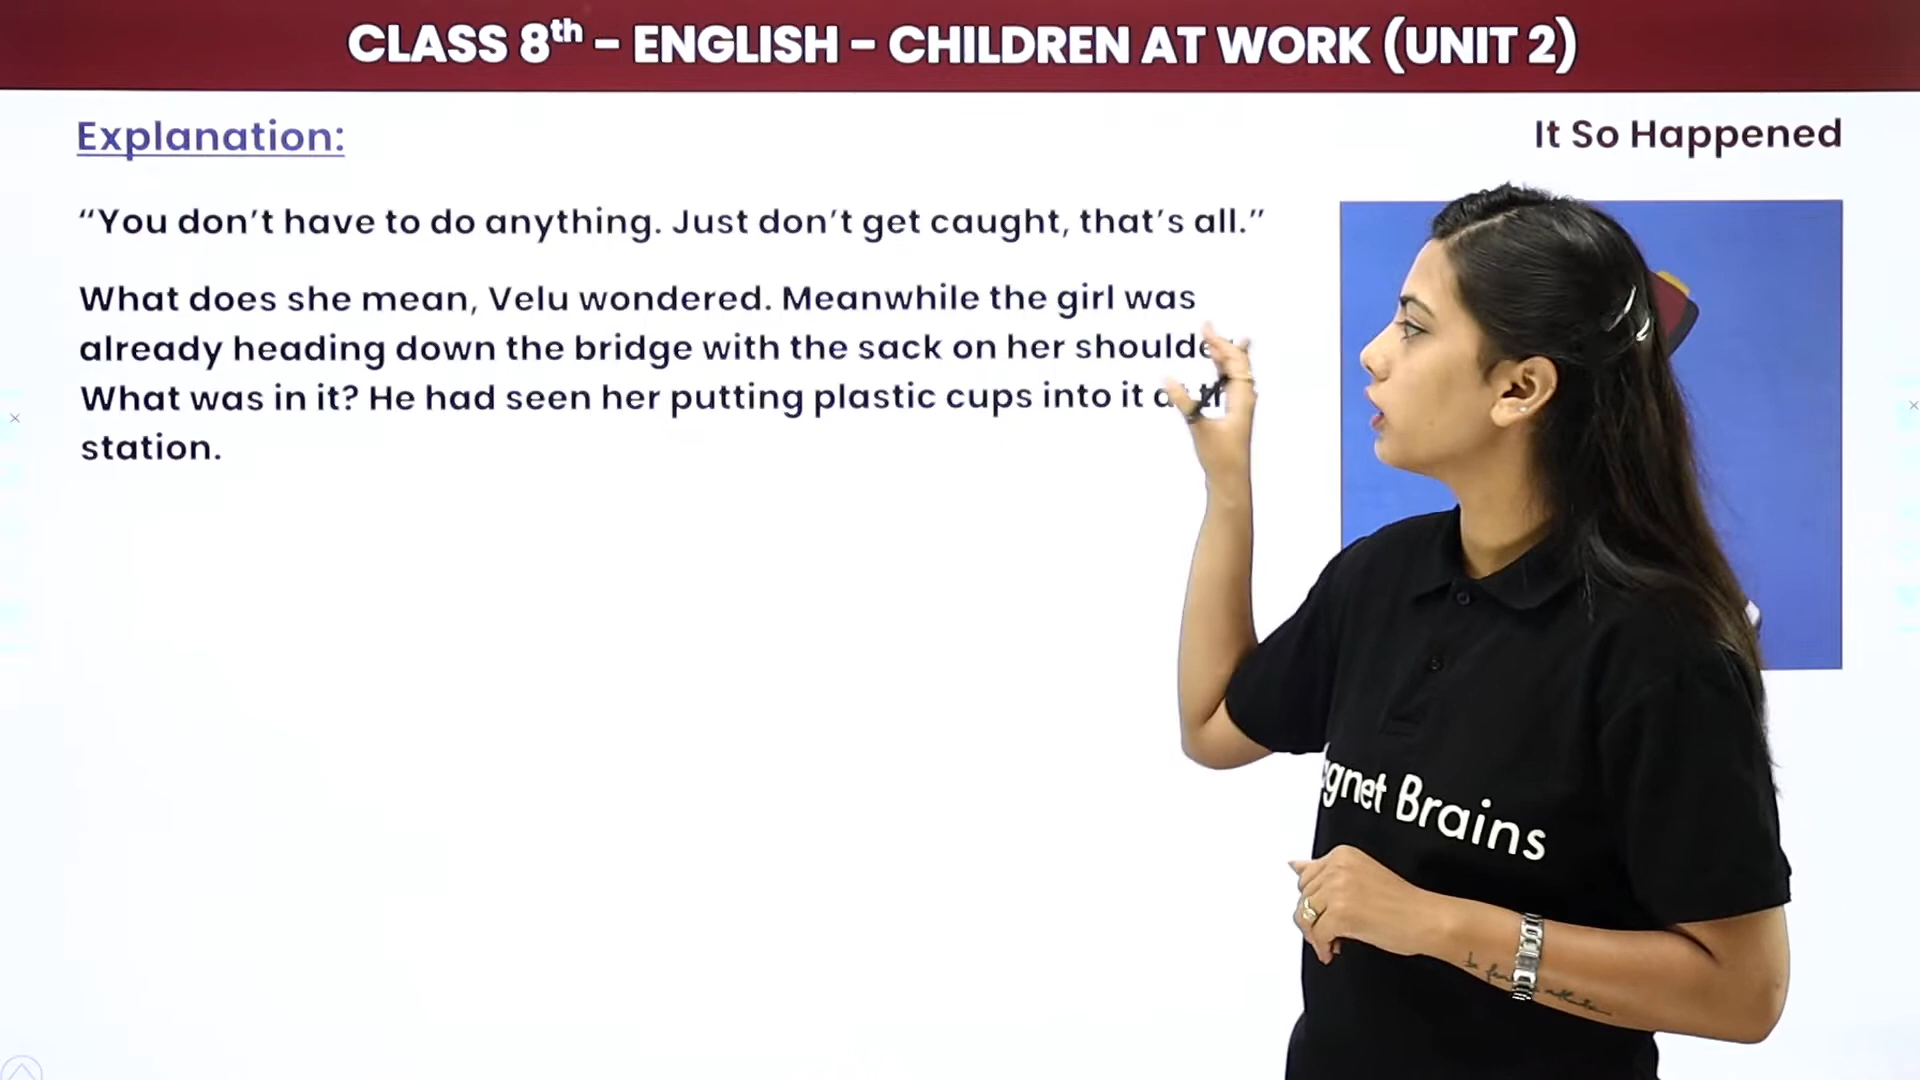 CLASS 8th – ENGLISH – CHILDREN AT WORK (UNIT 2)
Explanation:
It So Happened
“You don’t have to do anything. Just don’t get caught, that’s all.”
What does she mean, Velu wondered. Meanwhile the girl was
already heading down the bridge with the sack on her
What was in it? He had seen her putting plastic cups into it
station.
Brains